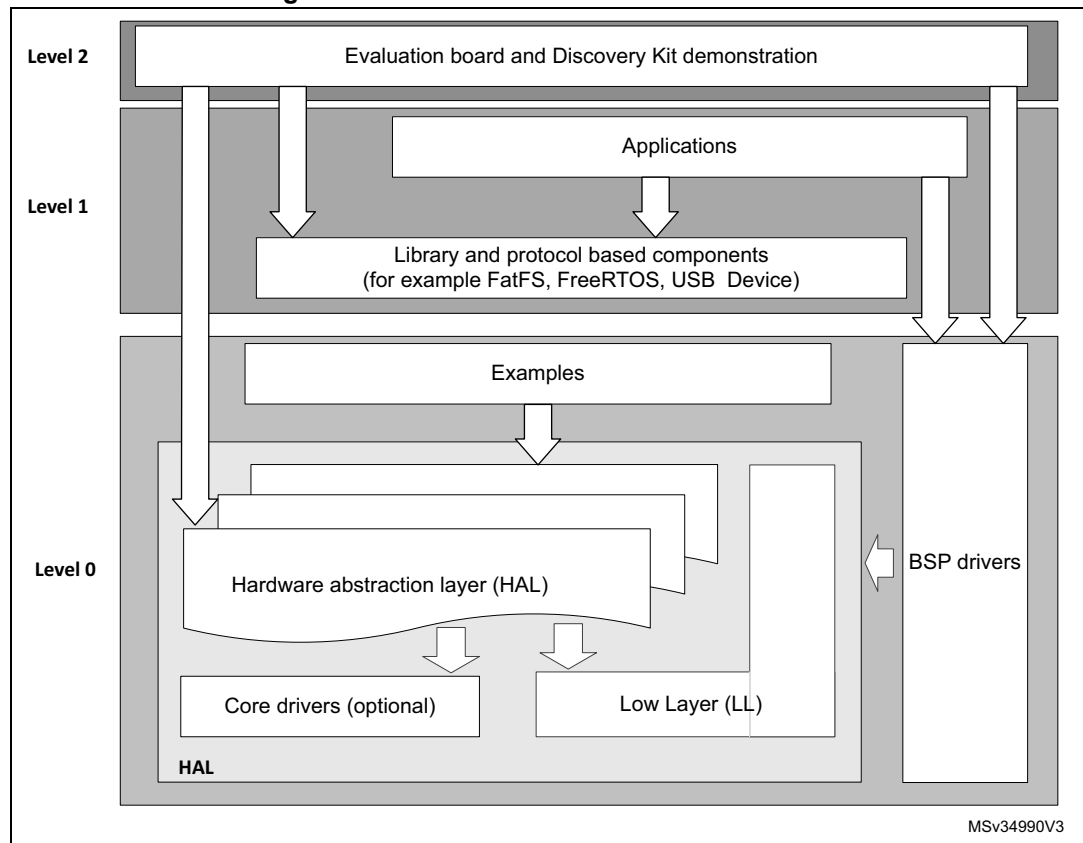 Level 2
Evaluation board and Discovery Kit demonstration
Applications
Level 1
Library and protocol based components
(for example FatFS, FreeRTOS, USB Device)
Examples
Level 0
Hardware abstraction layer (HAL)
BSP drivers
Core drivers (optional)
Low Layer (LL)
HAL
MSv34990V3